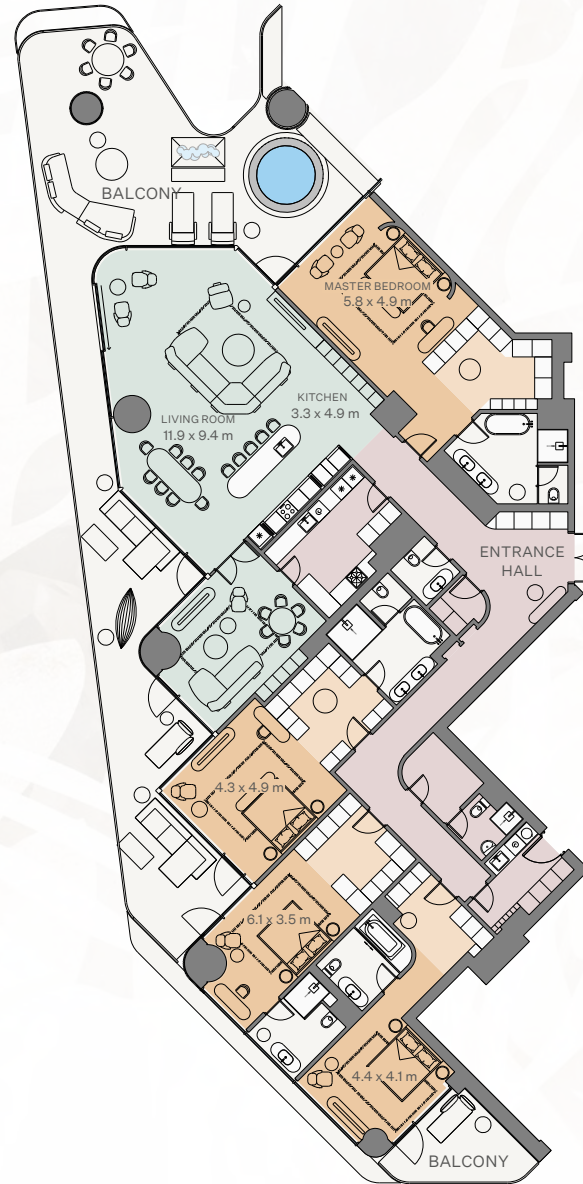 BALCONY
MASTER BEDROOM
5.8 x 4.9 m
KITCHEN
3.3 x 4.9 m
LIVING ROOM
11.9 x 9.4 m
ENTRANCE
HALL
4.3 x 4.9 m
6.1 x 3.5 m
4.4 x 4.1 m
BALCONY